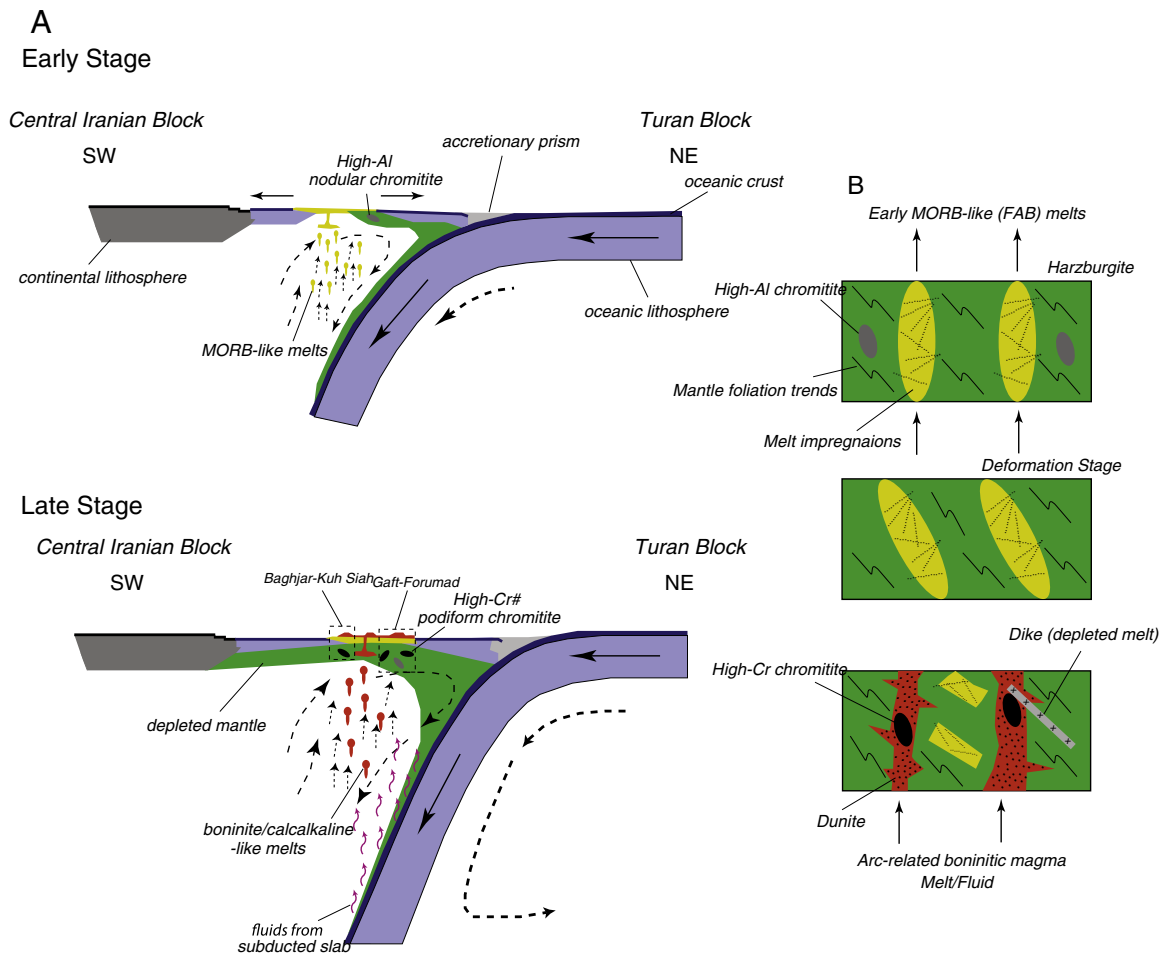 A
Early Stage
Central Iranian Block
SW
Turan Block
NE
accretionary prism
High-Al
nodular chromitite
oceanic crust
continental lithosphere
MORB-like melts
oceanic lithosphere
B
Early MORB-like (FAB) melts
High-Al chromitite
Harzburgite
Mantle foliation trends
Melt impregnaions
Deformation Stage
Late Stage
Central Iranian Block
SW
Turan Block
NE
Baghjar-Kuh Siah
Gaft-Forumad
High-Cr#
podiform chromitite
depleted mantle
boninite/calcalkaline
-like melts
fluids from
subducted slab
Dike (depleted melt)
High-Cr chromitite
Dunite
Arc-related boninitic magma
Melt/Fluid